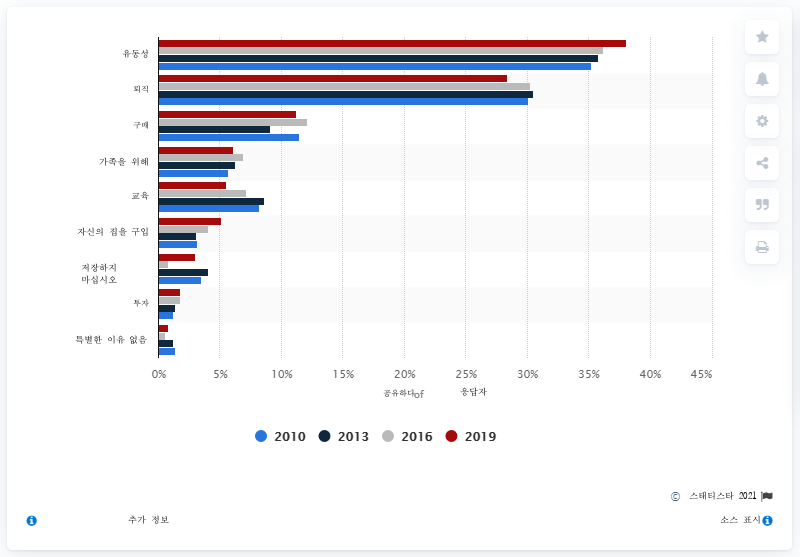 유동성
퇴직
구매
가족을 위해
교육
자신의 집을 구입
저장하지
마십시오
투자
특별한 이유 없음
0% 5% 10% 15% 20% 25% 30% 35% 40% 45%
공유하다of 응답자
2010 2013 2016 2019
© 스태티스타 2021
추가 정보 소스 표시